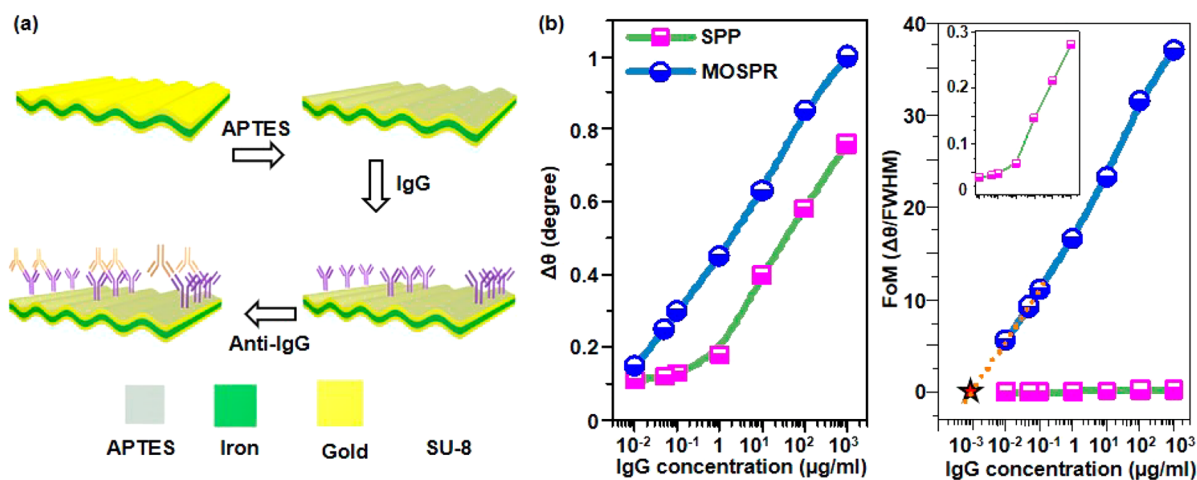 (a)
APTES
IgG
Anti-IgG
APTES
Iron
Gold
SU-8
(b)
SPP
MOSPR
Δθ (degree)
1
0.8
0.6
0.4
0.2
0
10⁻² 10⁻¹ 1 10¹ 10² 10³
IgG concentration (μg/ml)
FoM (Δθ/FWHM)
40
30
20
10
0
0.3
0.2
0.1
0
10⁻³ 10⁻² 10⁻¹ 1 10¹ 10² 10³
IgG concentration (μg/ml)